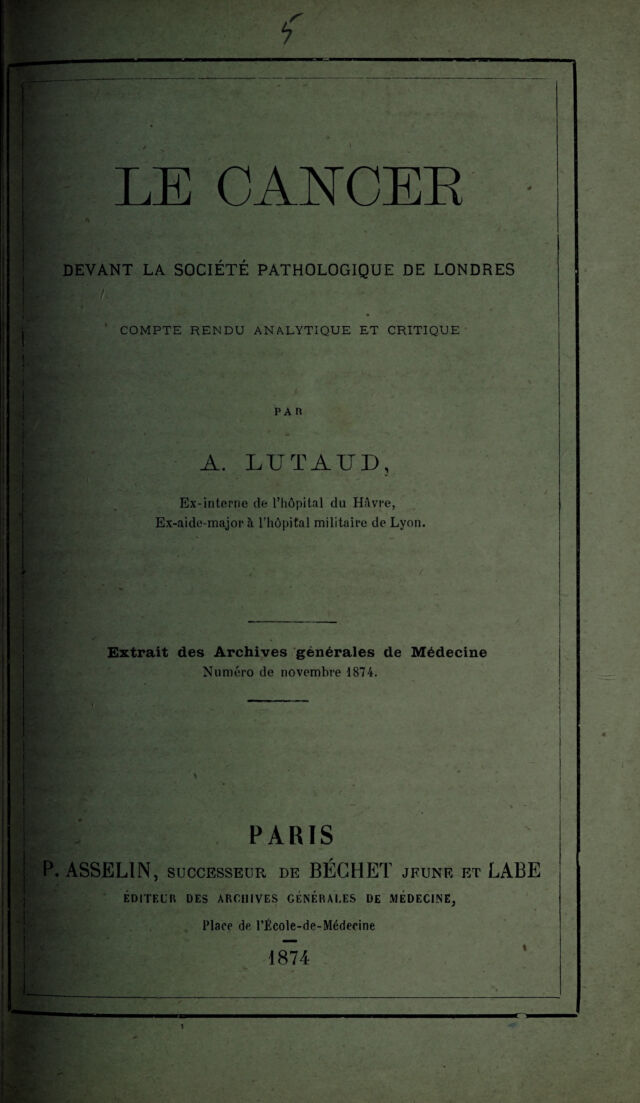 5
LE CANCER
DEVANT LA SOCIÉTÉ PATHOLOGIQUE DE LONDRES
COMPTE RENDU ANALYTIQUE ET CRITIQUE
PAR
A. LUTAUD,
Ex-interne de l'hôpital du Hâvre,
Ex-aide-major à l'hôpital militaire de Lyon.
Extrait des Archives générales de Médecine
Numéro de novembre 1874.
PARIS
P. ASSELIN, SUCCESSEUR DE BÉCHET JEUNE ET LABE
ÉDITEUR DES ARCHIVES GÉNÉRALES DE MÉDECINE,
Place de l'École-de-Médecine
1874